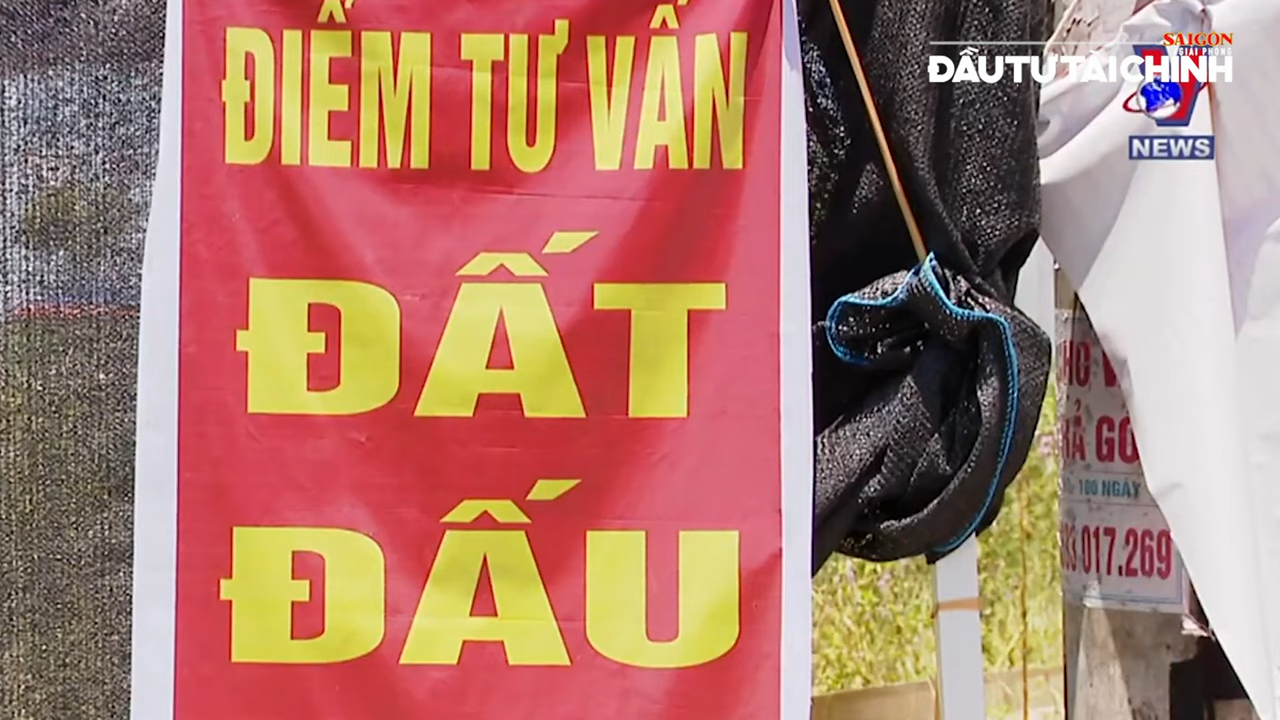 ĐIỂM TƯ VẤN
ĐẤT
ĐẤU
SAIGON
GIẢI PHÓNG
ĐẦU TƯ TÀI CHÍNH
NEWS
100 NGÀY
017.269